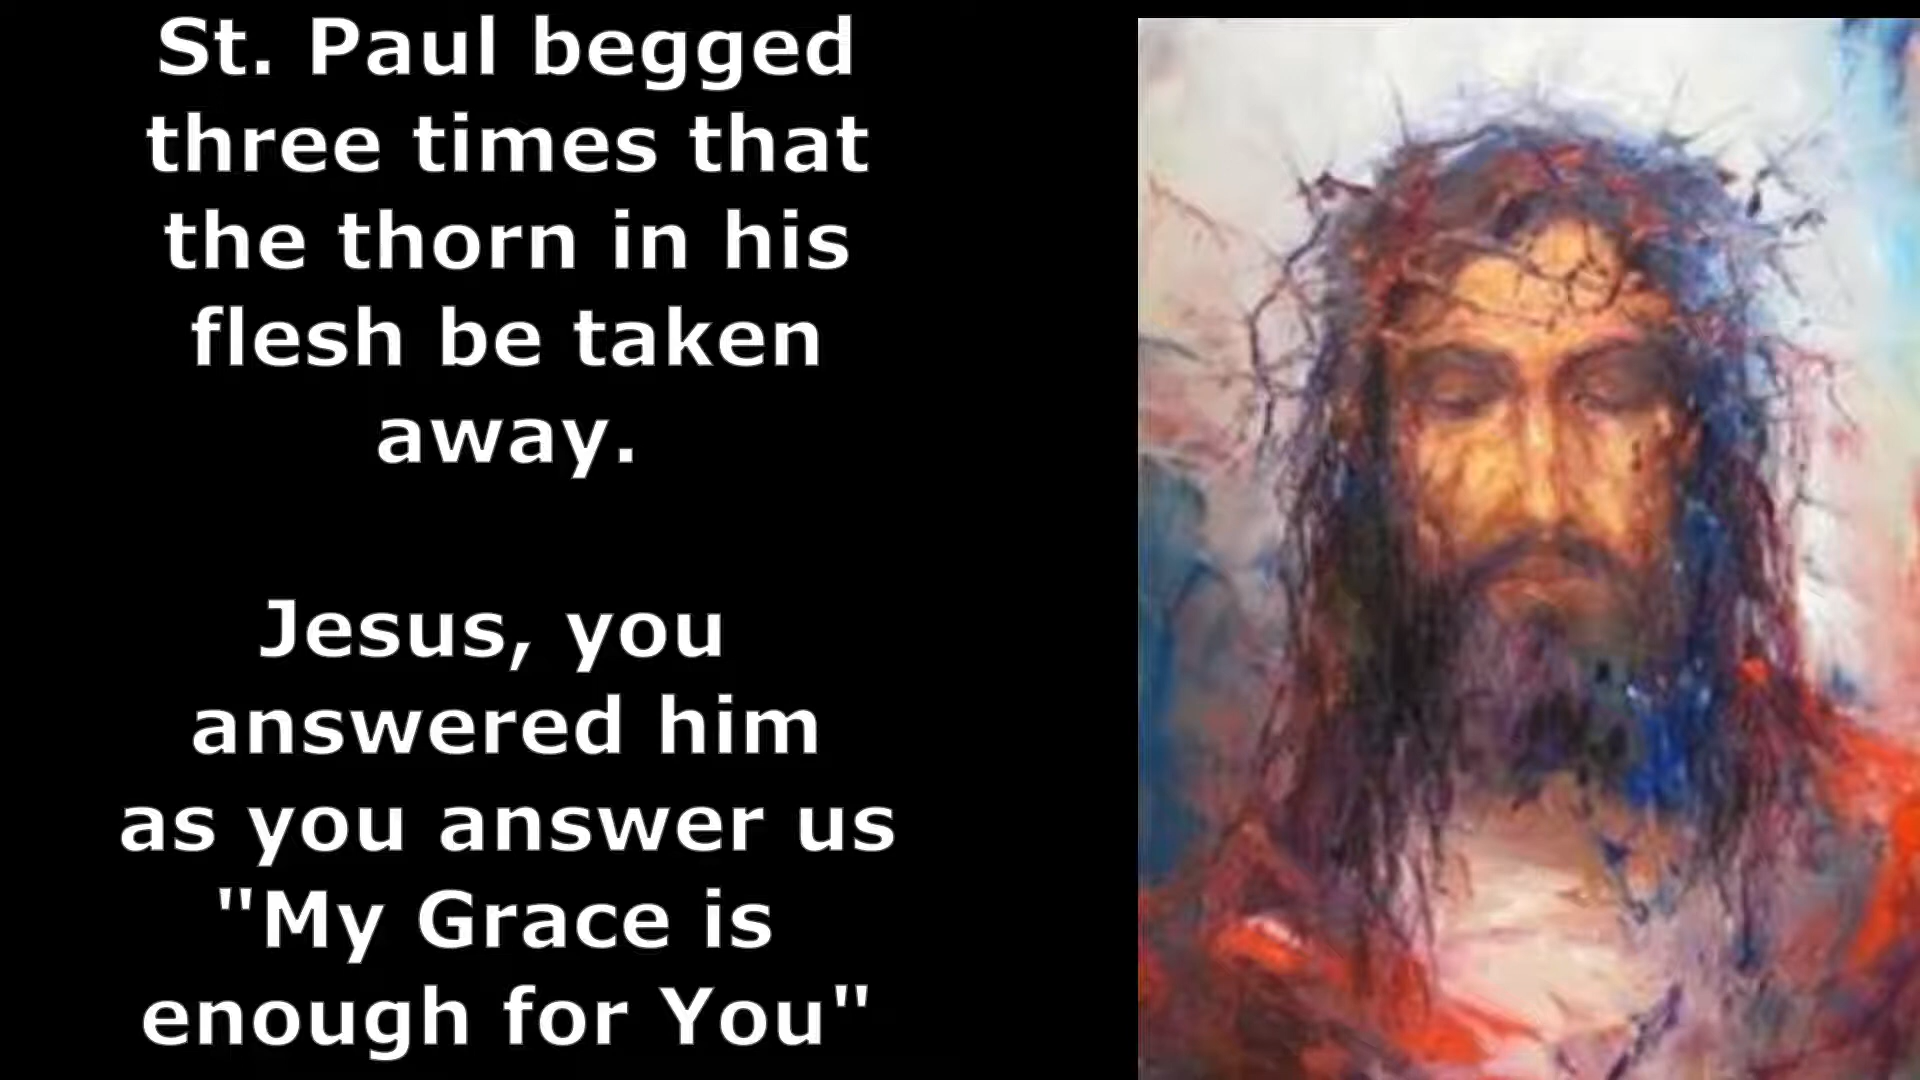 St. Paul begged
three times that
the thorn in his
flesh be taken
away.
Jesus, you
answered him
as you answer us
"My Grace is
enough for You"